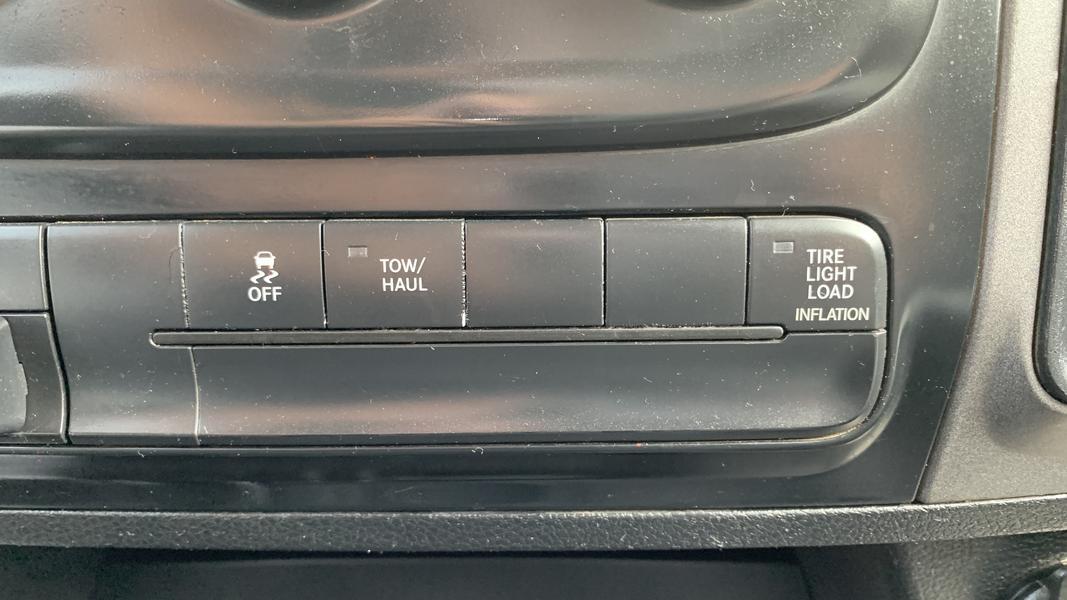 OFF
TOW/
HAUL
TIRE
LIGHT
LOAD
INFLATION